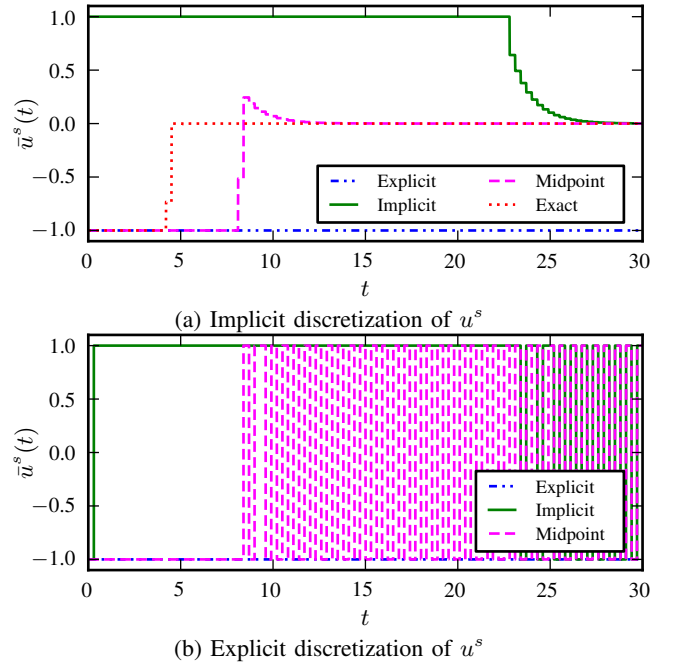 1.0
0.5
0.0
−0.5
−1.0
ū^s(t)
Explicit
Implicit
Midpoint
Exact
0 5 10 15 20 25 30
t
(a) Implicit discretization of u^s
1.0
0.5
0.0
−0.5
−1.0
ū^s(t)
Explicit
Implicit
Midpoint
0 5 10 15 20 25 30
t
(b) Explicit discretization of u^s